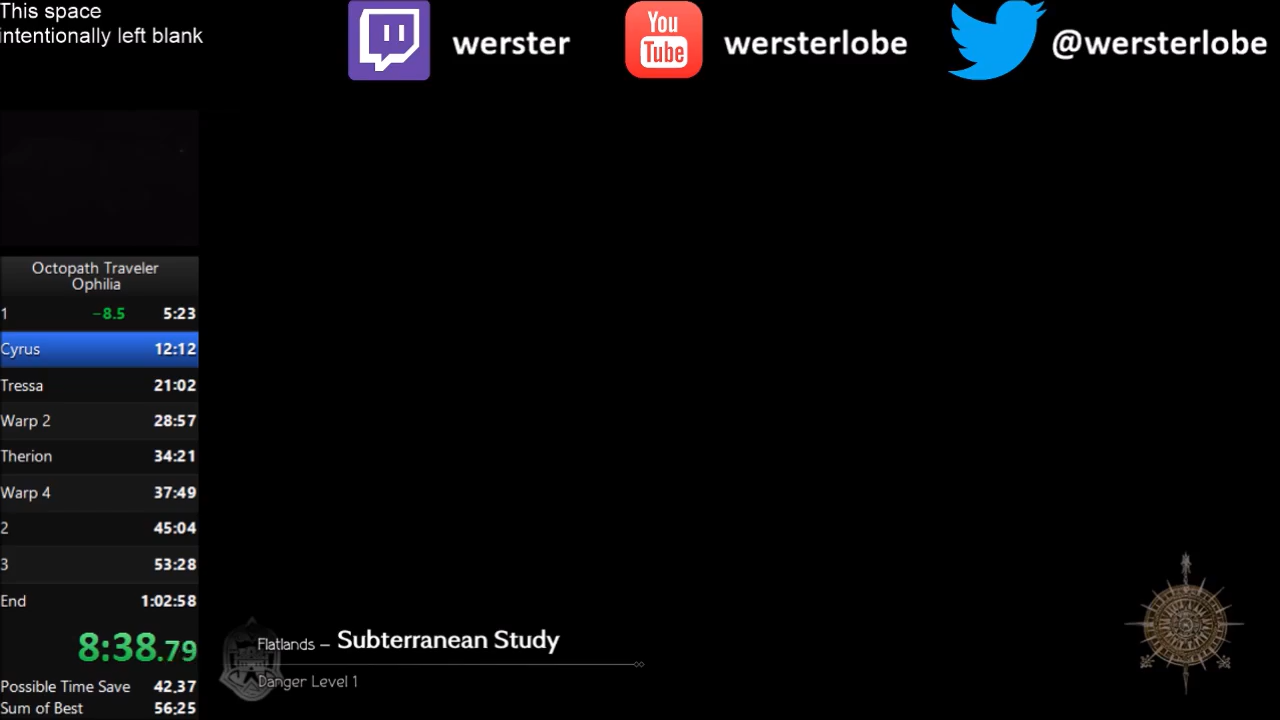 This space
intentionally left blank
werster
You
Tube
wersterlobe
@wersterlobe
Octopath Traveler
Ophilia
1 −8.5 5:23
Cyrus 12:12
Tressa 21:02
Warp 2 28:57
Therion 34:21
Warp 4 37:49
2 45:04
3 53:28
End 1:02:58
8:38.79
Possible Time Save 42.37
Sum of Best 56:25
Flatlands – Subterranean Study
Danger Level 1